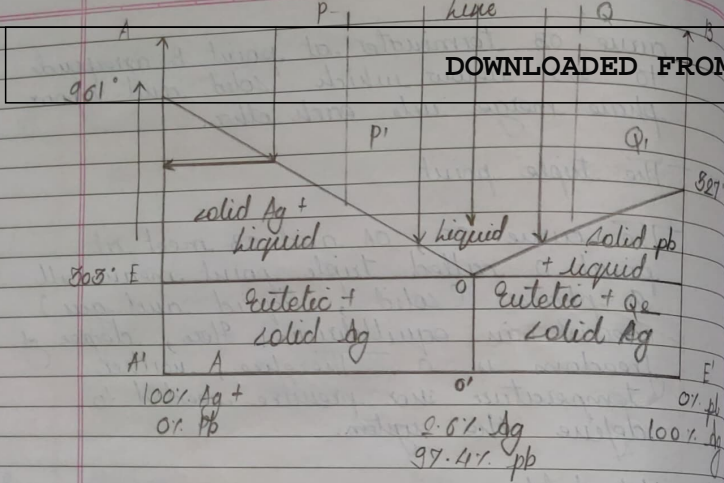 P Line Q
A B
DOWNLOADED FROM
961°
P' Q1
327
solid Ag +
Liquid
Liquid
solid pb
+ liquid
303° E O
Eutetic +
solid Ag
Eutetic + Qe
solid Ag
A' A O' E'
100% Ag +
0% Pb
2.6% Ag
97.4% pb
0% pb
100% Ag